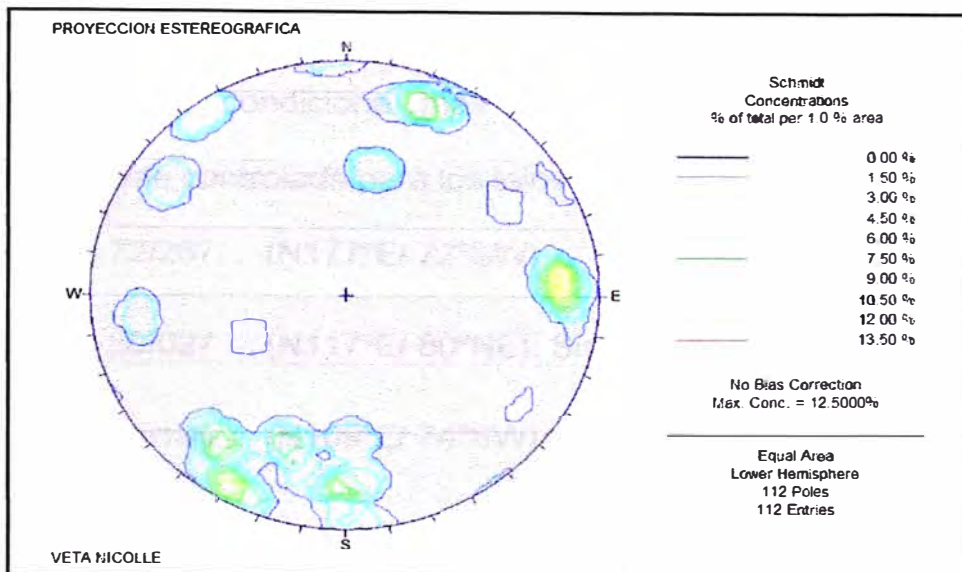 PROYECCION ESTEREOGRAFICA
N
W
E
S
Schmidt
Concentrations
% of total per 1.0 % area
0.00 %
1.50 %
3.00 %
4.50 %
6.00 %
7.50 %
9.00 %
10.50 %
12.00 %
13.50 %
No Bias Correction
Max. Conc. = 12.5000%
Equal Area
Lower Hemisphere
112 Poles
112 Entries
VETA NICOLLE